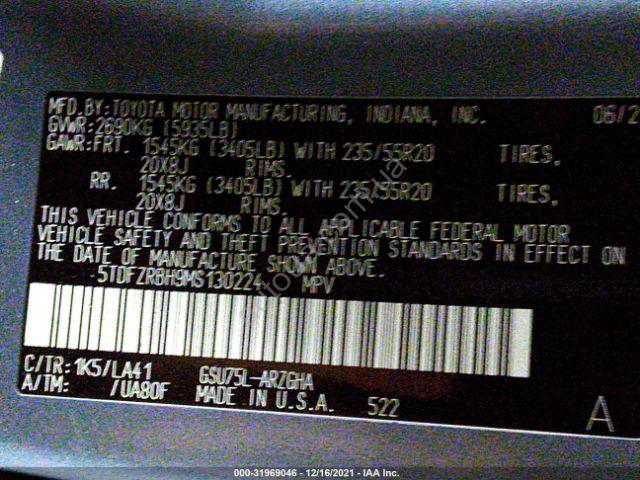 MFD.BY:TOYOTA MOTOR MANUFACTURING, INDIANA, INC. 06/2
GVWR:2690KG (5935LB)
GAWR:FRT. 1545KG (3405LB) WITH 235/55R20 TIRES,
20X8J RIMS.
RR. 1545KG (3405LB) WITH 235/55R20 TIRES,
20X8J RIMS.
THIS VEHICLE CONFORMS TO ALL APPLICABLE FEDERAL MOTOR
VEHICLE SAFETY AND THEFT PREVENTION STANDARDS IN EFFECT ON
THE DATE OF MANUFACTURE SHOWN ABOVE.
5TDFZRBH9MS130224 MPV
C/TR:1K5/LA41 GSU75L-ARZGHA
A/TM: /UA80F MADE IN U.S.A. 522 A
000-31969046 - 12/16/2021 - IAA Inc.